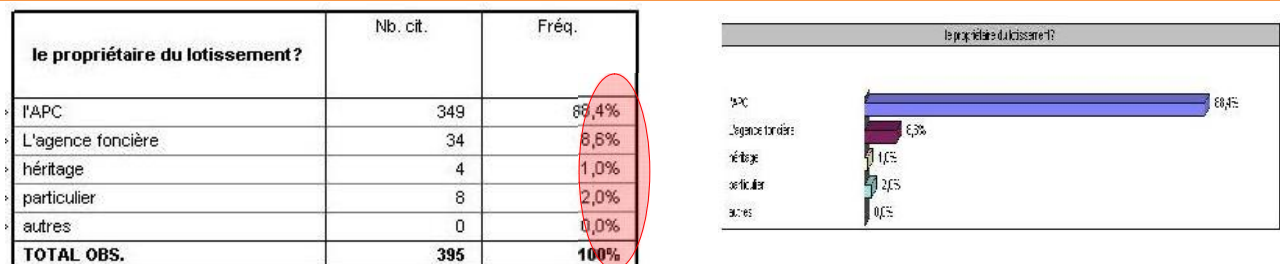 Nb. cit. Fréq.
le propriétaire du lotissement?
l'APC 349 88,4%
L'agence foncière 34 8,6%
héritage 4 1,0%
particulier 8 2,0%
autres 0 0,0%
TOTAL OBS. 395 100%
le propriétaire du lotissement?
l'APC 88,4%
L'agence foncière
héritage 1,0%
particulier 2,0%
autres 0,0%